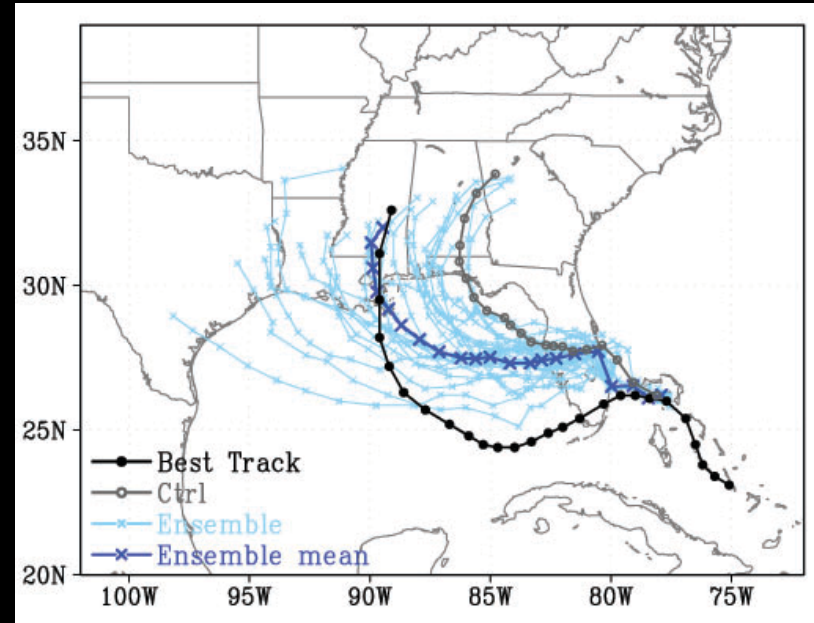 35N
30N
25N
20N
Best Track
Ctrl
Ensemble
Ensemble mean
100W 95W 90W 85W 80W 75W